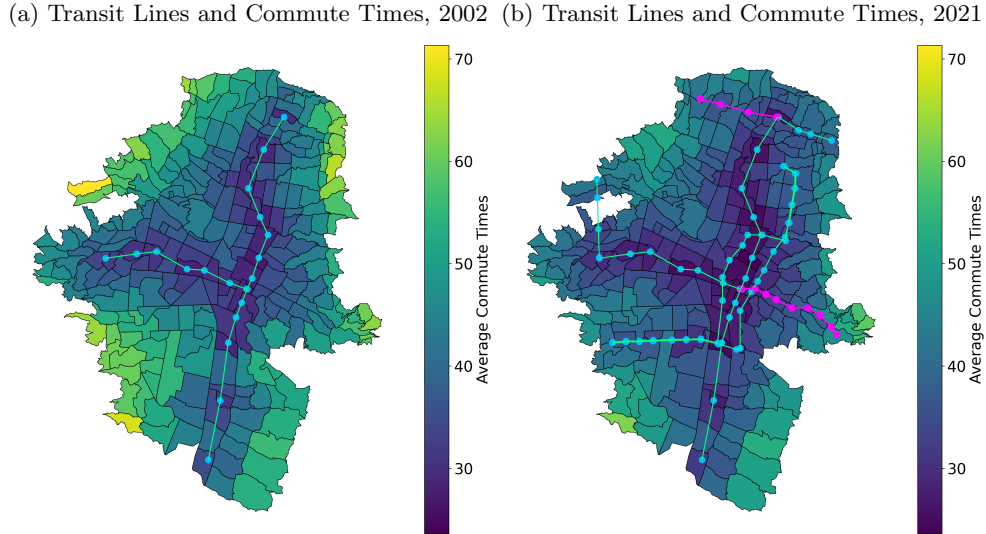 (a) Transit Lines and Commute Times, 2002
(b) Transit Lines and Commute Times, 2021
70
60
50
40
30
Average Commute Times
70
60
50
40
30
Average Commute Times